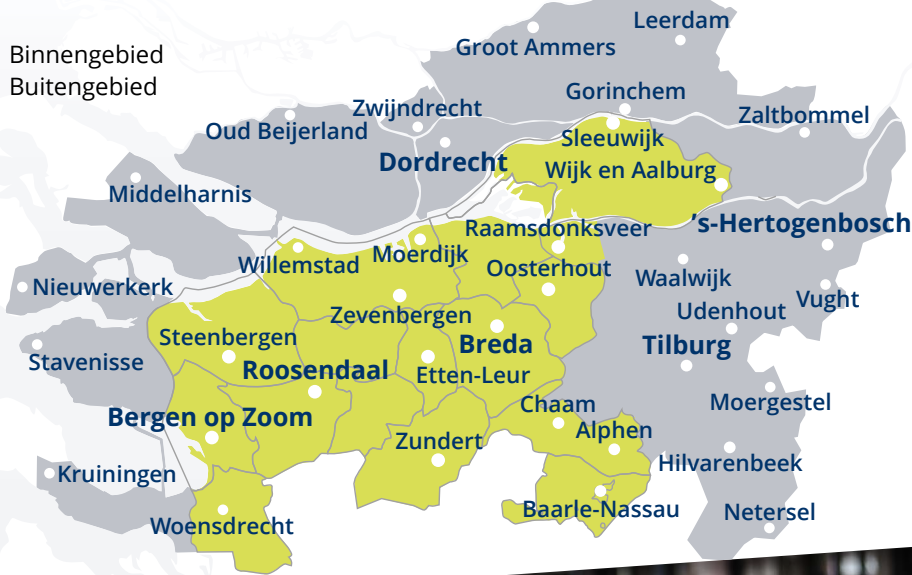 Binnengebied
Buitengebied
Leerdam
Groot Ammers
Gorinchem
Zwijndrecht
Zaltbommel
Oud Beijerland
Sleeuwijk
Dordrecht
Wijk en Aalburg
Middelharnis
Raamsdonksveer
's-Hertogenbosch
Willemstad
Moerdijk
Oosterhout
Waalwijk
Nieuwerkerk
Udenhout
Vught
Zevenbergen
Steenbergen
Breda
Tilburg
Stavenisse
Roosendaal
Etten-Leur
Moergestel
Chaam
Bergen op Zoom
Alphen
Zundert
Hilvarenbeek
Kruiningen
Baarle-Nassau
Netersel
Woensdrecht